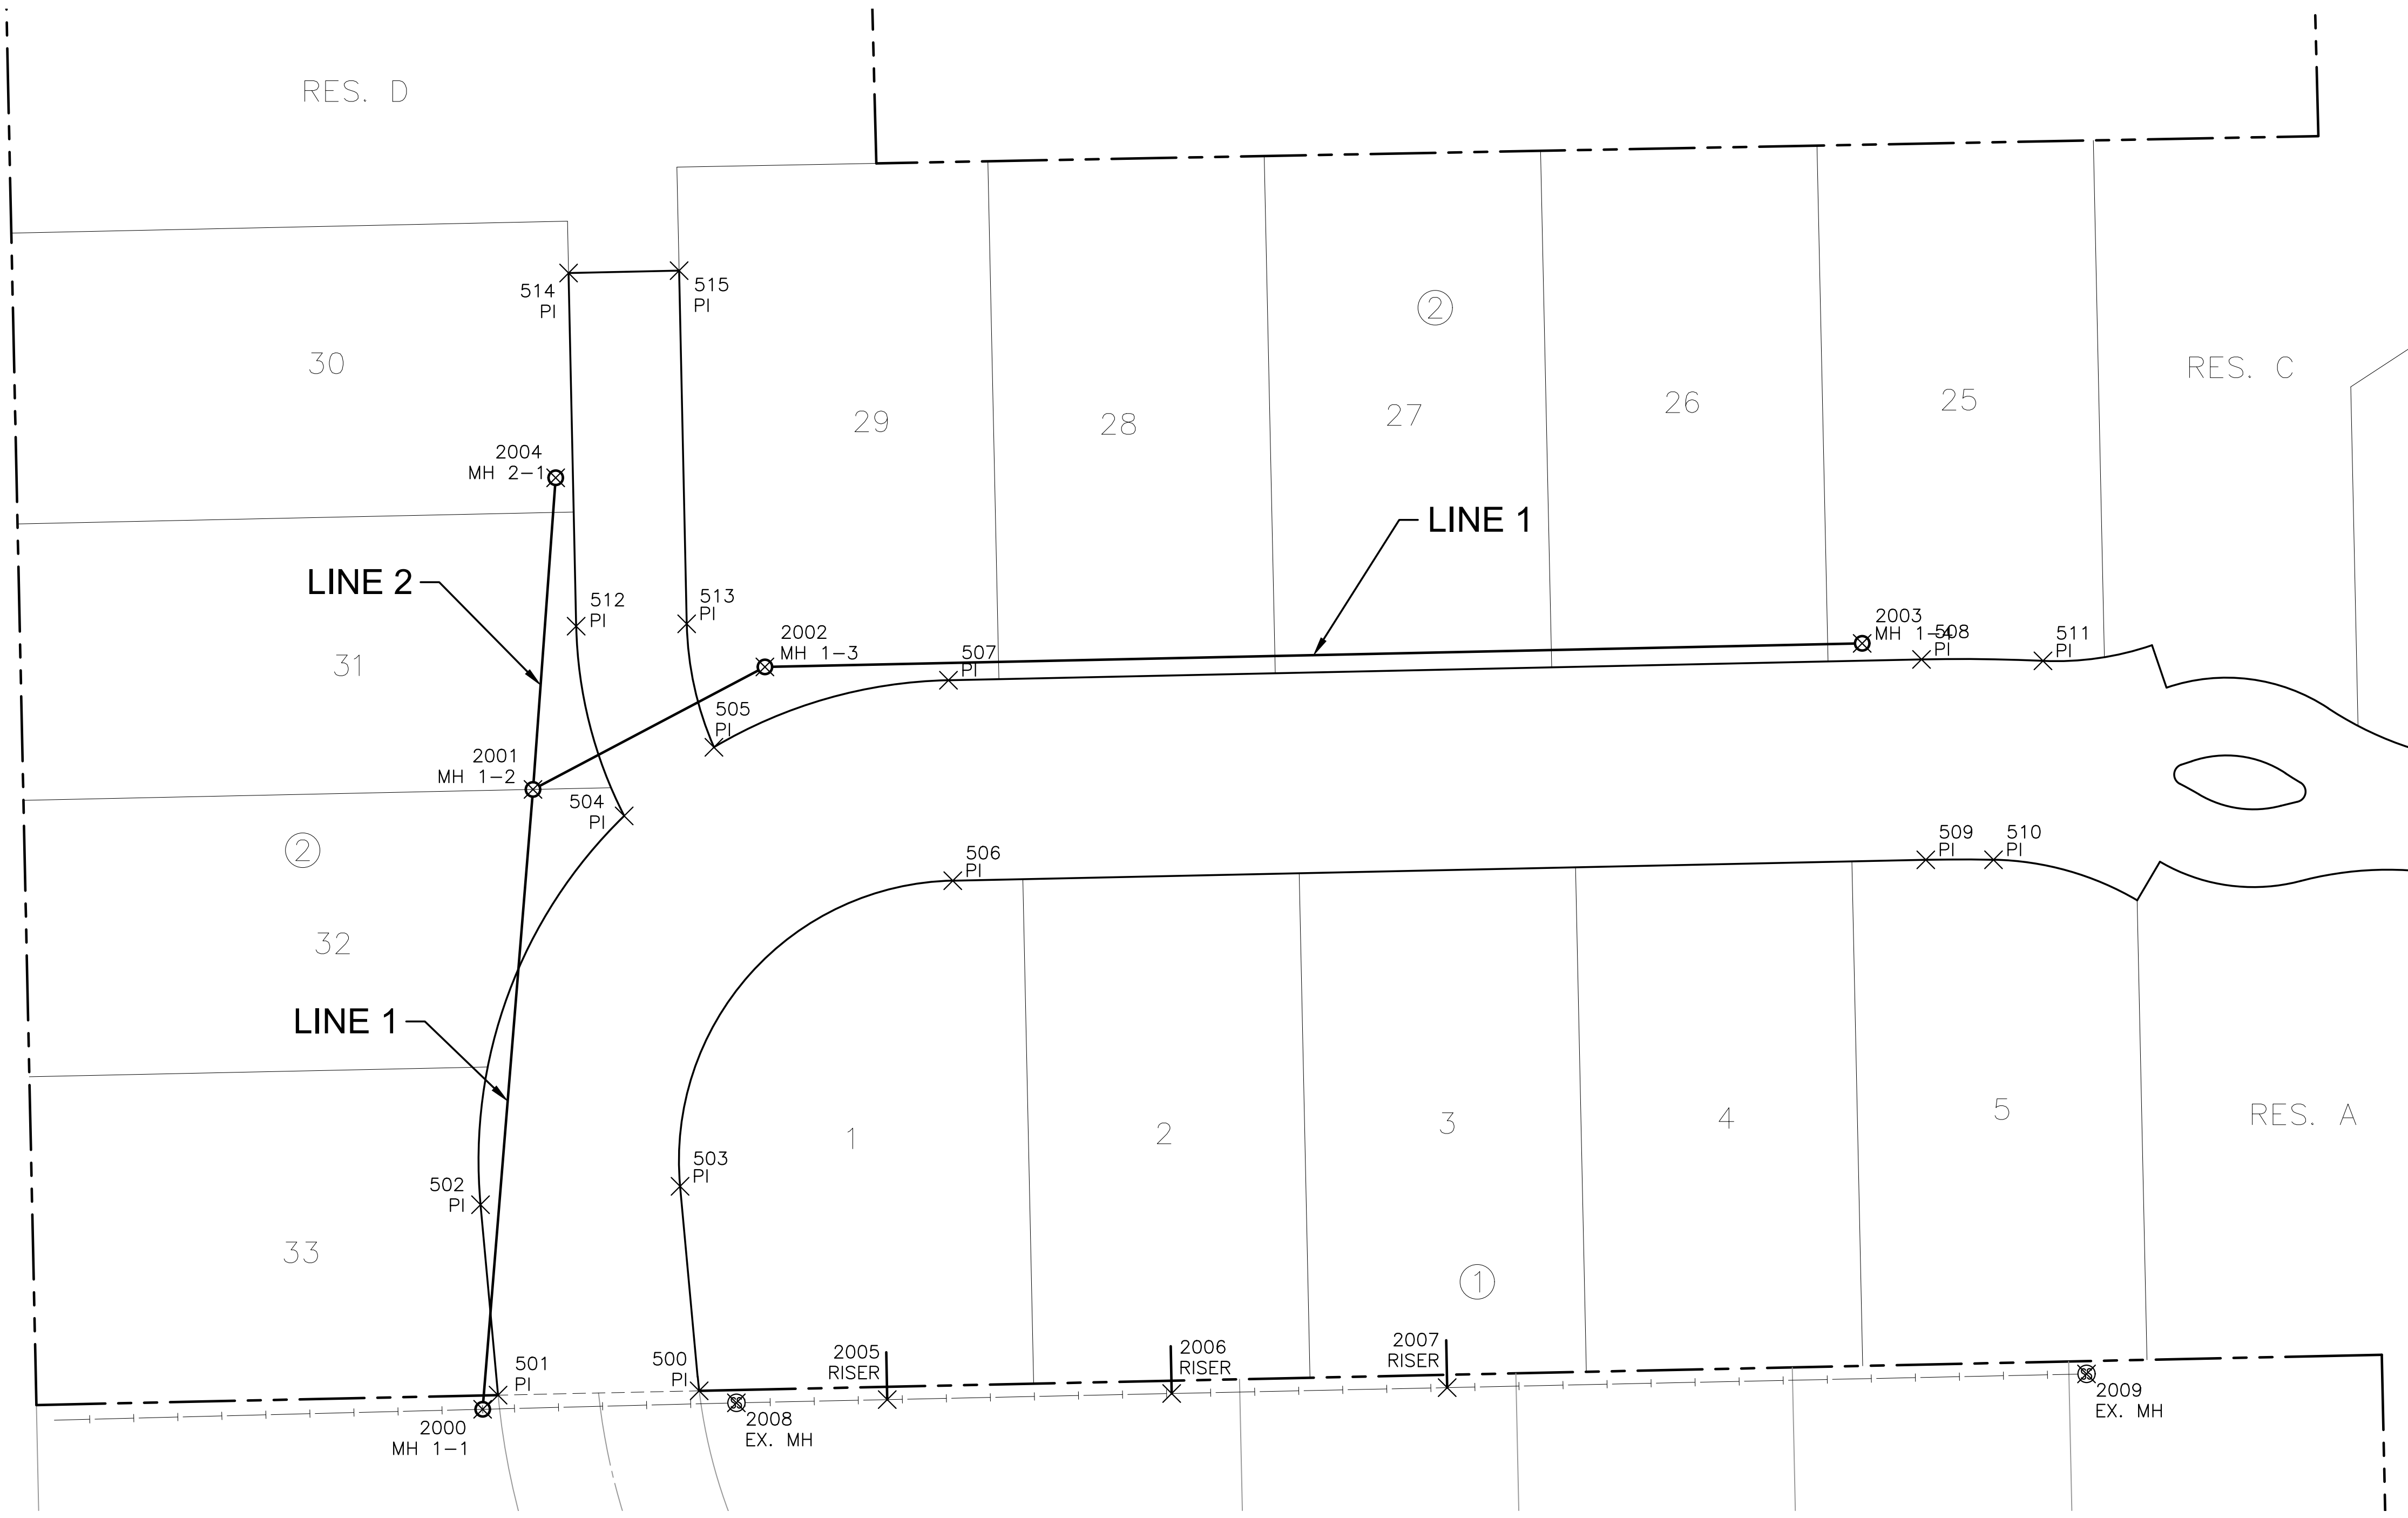 RES. D
514
PI
515
PI
2
30
RES. C
29
28
27
26
25
2004
MH 2-1
LINE 1
LINE 2
512
PI
513
PI
2003
MH 1-4
508
PI
511
PI
2002
MH 1-3
507
PI
31
505
PI
2001
MH 1-2
504
PI
2
506
PI
509
PI
510
PI
32
LINE 1
1
2
3
4
5
RES. A
502
PI
503
PI
33
1
501
PI
500
PI
2005
RISER
2006
RISER
2007
RISER
2000
MH 1-1
SS
2008
EX. MH
SS
2009
EX. MH